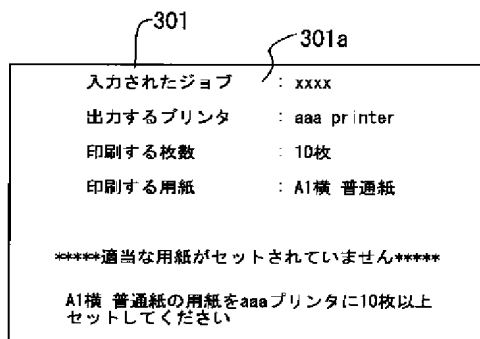 301
301a
入力されたジョブ : xxxx
出力するプリンタ : aaa printer
印刷する枚数 : 10枚
印刷する用紙 : A1横 普通紙
*****適当な用紙がセットされていません*****
A1横 普通紙の用紙をaaaプリンタに10枚以上
セットしてください